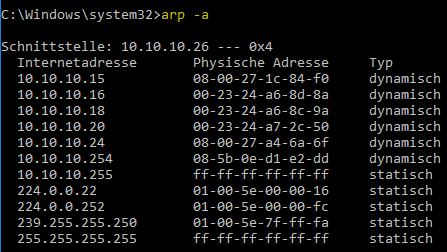 C:\Windows\system32>arp -a
Schnittstelle: 10.10.10.26 --- 0x4
Internetadresse Physische Adresse Typ
10.10.10.15 08-00-27-1c-84-f0 dynamisch
10.10.10.16 00-23-24-a6-8d-8a dynamisch
10.10.10.18 00-23-24-a6-8c-9a dynamisch
10.10.10.20 00-23-24-a7-2c-50 dynamisch
10.10.10.24 08-00-27-a4-6a-6f dynamisch
10.10.10.254 08-5b-0e-d1-e2-dd dynamisch
10.10.10.255 ff-ff-ff-ff-ff-ff statisch
224.0.0.22 01-00-5e-00-00-16 statisch
224.0.0.252 01-00-5e-00-00-fc statisch
239.255.255.250 01-00-5e-7f-ff-fa statisch
255.255.255.255 ff-ff-ff-ff-ff-ff statisch